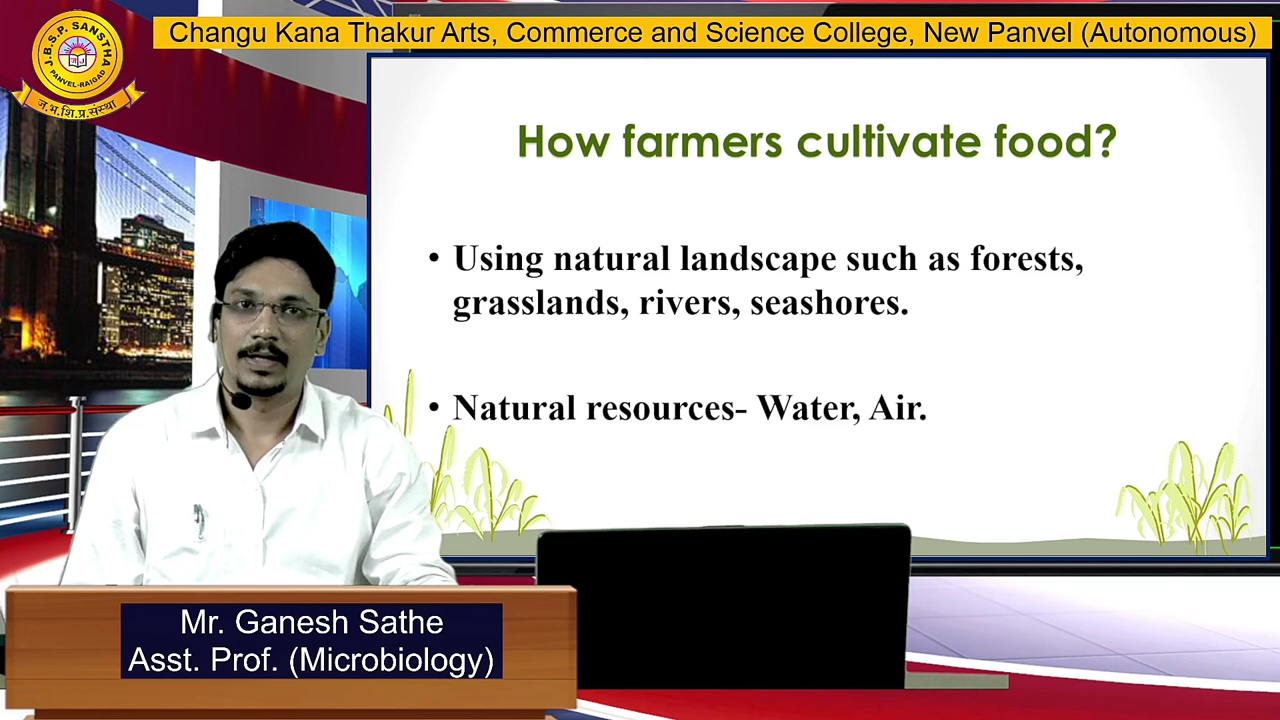 J.B.S.P. SANSTHA
PANVEL-RAIGAD
ज.भ.शि.प्र.संस्था
Changu Kana Thakur Arts, Commerce and Science College, New Panvel (Autonomous)
How farmers cultivate food?
• Using natural landscape such as forests,
grasslands, rivers, seashores.
• Natural resources- Water, Air.
Mr. Ganesh Sathe
Asst. Prof. (Microbiology)